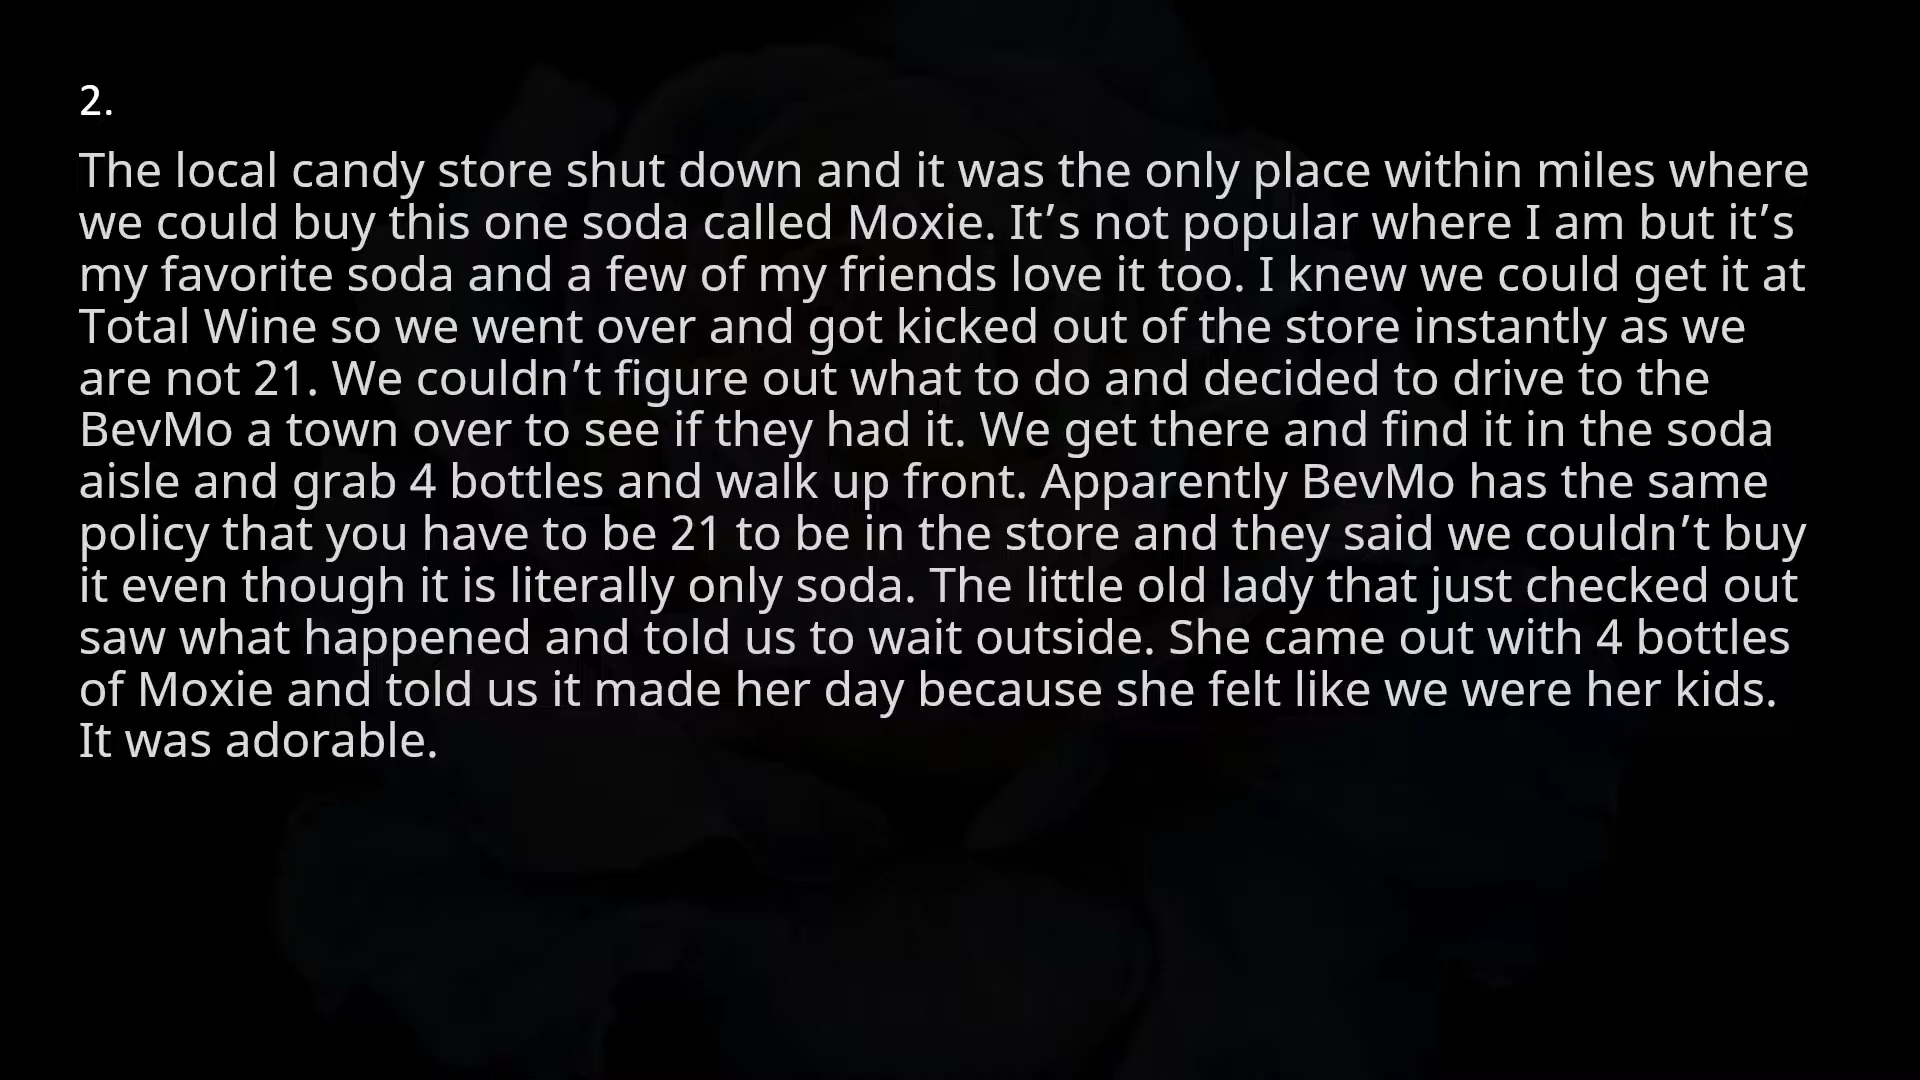 2.
The local candy store shut down and it was the only place within miles where
we could buy this one soda called Moxie. It’s not popular where I am but it’s
my favorite soda and a few of my friends love it too. I knew we could get it at
Total Wine so we went over and got kicked out of the store instantly as we
are not 21. We couldn’t figure out what to do and decided to drive to the
BevMo a town over to see if they had it. We get there and find it in the soda
aisle and grab 4 bottles and walk up front. Apparently BevMo has the same
policy that you have to be 21 to be in the store and they said we couldn’t buy
it even though it is literally only soda. The little old lady that just checked out
saw what happened and told us to wait outside. She came out with 4 bottles
of Moxie and told us it made her day because she felt like we were her kids.
It was adorable.